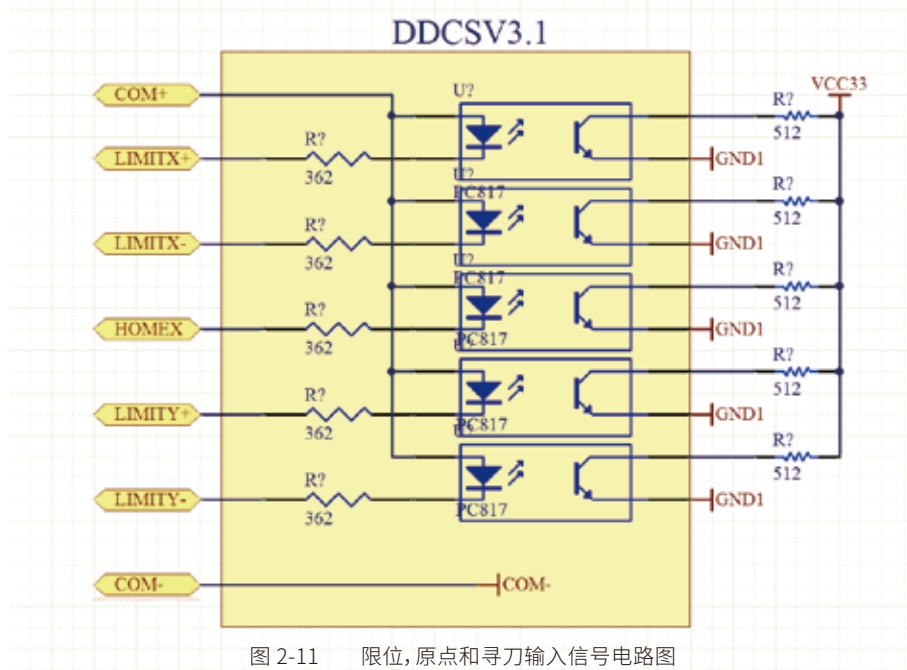 DDCSV3.1
COM+
U?
R?
VCC33
512
R?
LIMITX+
362
GND1
U?
PC817
R?
512
R?
LIMITX-
362
GND1
U?
PC817
R?
512
R?
HOMEX
362
GND1
PC817
R?
512
R?
LIMITY+
362
GND1
PC817
R?
512
R?
LIMITY-
362
GND1
PC817
COM-
COM-
图 2-11 限位,原点和寻刀输入信号电路图